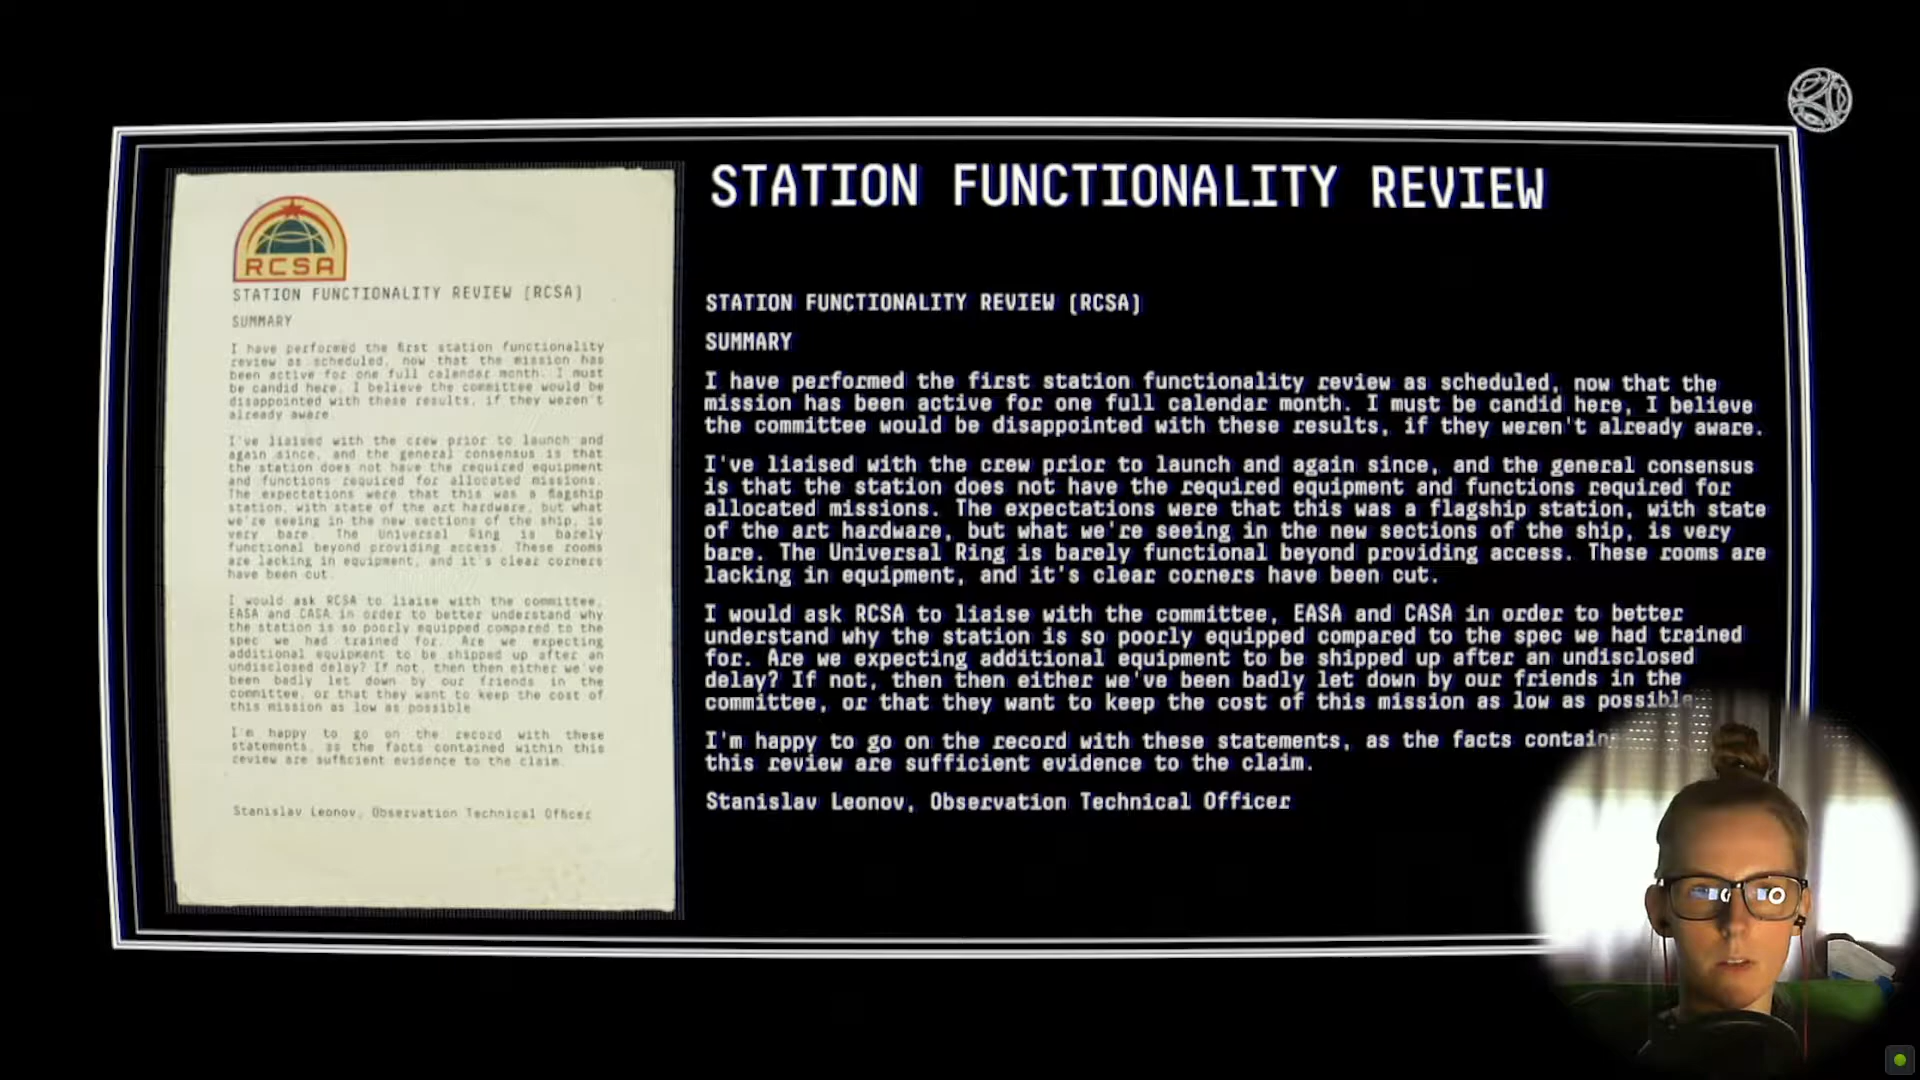 RCSA
STATION FUNCTIONALITY REVIEW (RCSA)
SUMMARY
I have performed the first station functionality
review as scheduled, now that the mission has
been active for one full calendar month. I must
be candid here, I believe the committee would be
disappointed with these results, if they weren't
already aware.
I've liaised with the crew prior to launch and
again since, and the general consensus is that
the station does not have the required equipment
and functions required for allocated missions.
The expectations were that this was a flagship
station, with state of the art hardware, but what
we're seeing in the new sections of the ship, is
very bare. The Universal Ring is barely
functional beyond providing access. These rooms
are lacking in equipment, and it's clear corners
have been cut.
I would ask RCSA to liaise with the committee,
EASA and CASA in order to better understand why
the station is so poorly equipped compared to the
spec we had trained for. Are we expecting
additional equipment to be shipped up after an
undisclosed delay? If not, then then either we've
been badly let down by our friends in the
committee, or that they want to keep the cost of
this mission as low as possible
I'm happy to go on the record with these
statements, as the facts contained within this
review are sufficient evidence to the claim.
Stanislav Leonov, Observation Technical Officer
STATION FUNCTIONALITY REVIEW
STATION FUNCTIONALITY REVIEW (RCSA)
SUMMARY
I have performed the first station functionality review as scheduled, now that the
mission has been active for one full calendar month. I must be candid here, I believe
the committee would be disappointed with these results, if they weren't already aware.
I've liaised with the crew prior to launch and again since, and the general consensus
is that the station does not have the required equipment and functions required for
allocated missions. The expectations were that this was a flagship station, with state
of the art hardware, but what we're seeing in the new sections of the ship, is very
bare. The Universal Ring is barely functional beyond providing access. These rooms are
lacking in equipment, and it's clear corners have been cut.
I would ask RCSA to liaise with the committee, EASA and CASA in order to better
understand why the station is so poorly equipped compared to the spec we had trained
for. Are we expecting additional equipment to be shipped up after an undisclosed
delay? If not, then then either we've been badly let down by our friends in the
committee, or that they want to keep the cost of this mission as low as possible
I'm happy to go on the record with these statements, as the facts contain
this review are sufficient evidence to the claim.
Stanislav Leonov, Observation Technical Officer